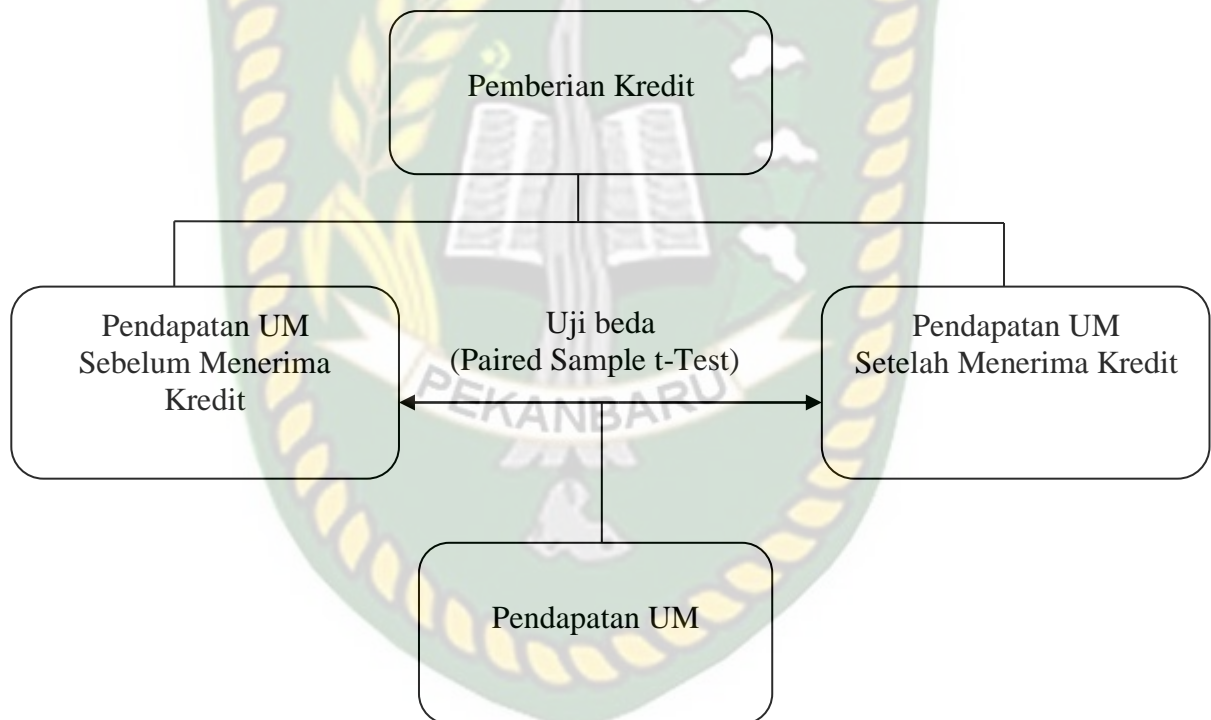 Pemberian Kredit
Pendapatan UM
Sebelum Menerima
Kredit
Uji beda
(Paired Sample t-Test)
Pendapatan UM
Setelah Menerima Kredit
PEKANBARU
Pendapatan UM